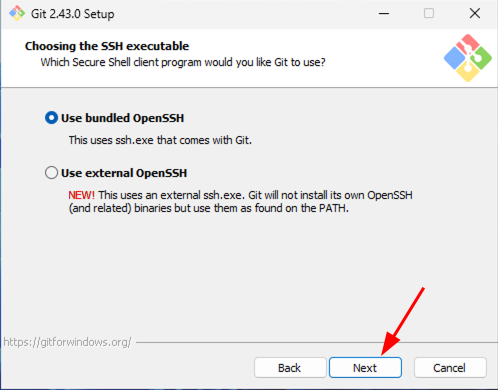 Git 2.43.0 Setup
Choosing the SSH executable
Which Secure Shell client program would you like Git to use?
Use bundled OpenSSH
This uses ssh.exe that comes with Git.
Use external OpenSSH
NEW! This uses an external ssh.exe. Git will not install its own OpenSSH
(and related) binaries but use them as found on the PATH.
https://gitforwindows.org/
Back Next Cancel